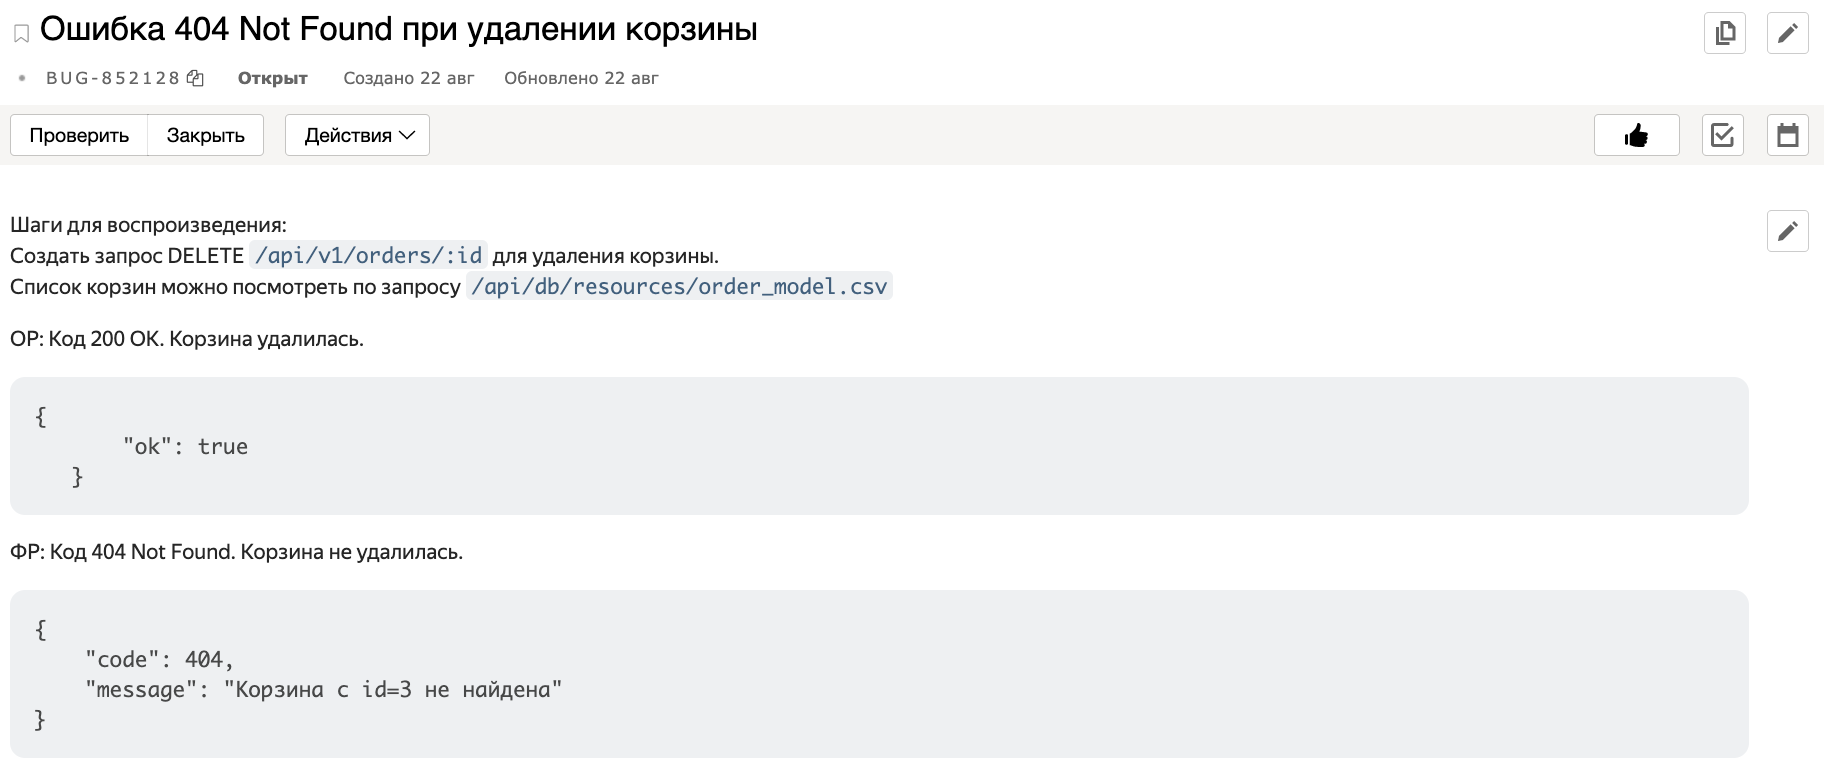 Ошибка 404 Not Found при удалении корзины
BUG-852128 Открыт Создано 22 авг Обновлено 22 авг
Проверить Закрыть Действия
Шаги для воспроизведения:
Создать запрос DELETE /api/v1/orders/:id для удаления корзины.
Список корзин можно посмотреть по запросу /api/db/resources/order_model.csv
ОР: Код 200 ОК. Корзина удалилась.
{
"ok": true
}
ФР: Код 404 Not Found. Корзина не удалилась.
{
"code": 404,
"message": "Корзина с id=3 не найдена"
}